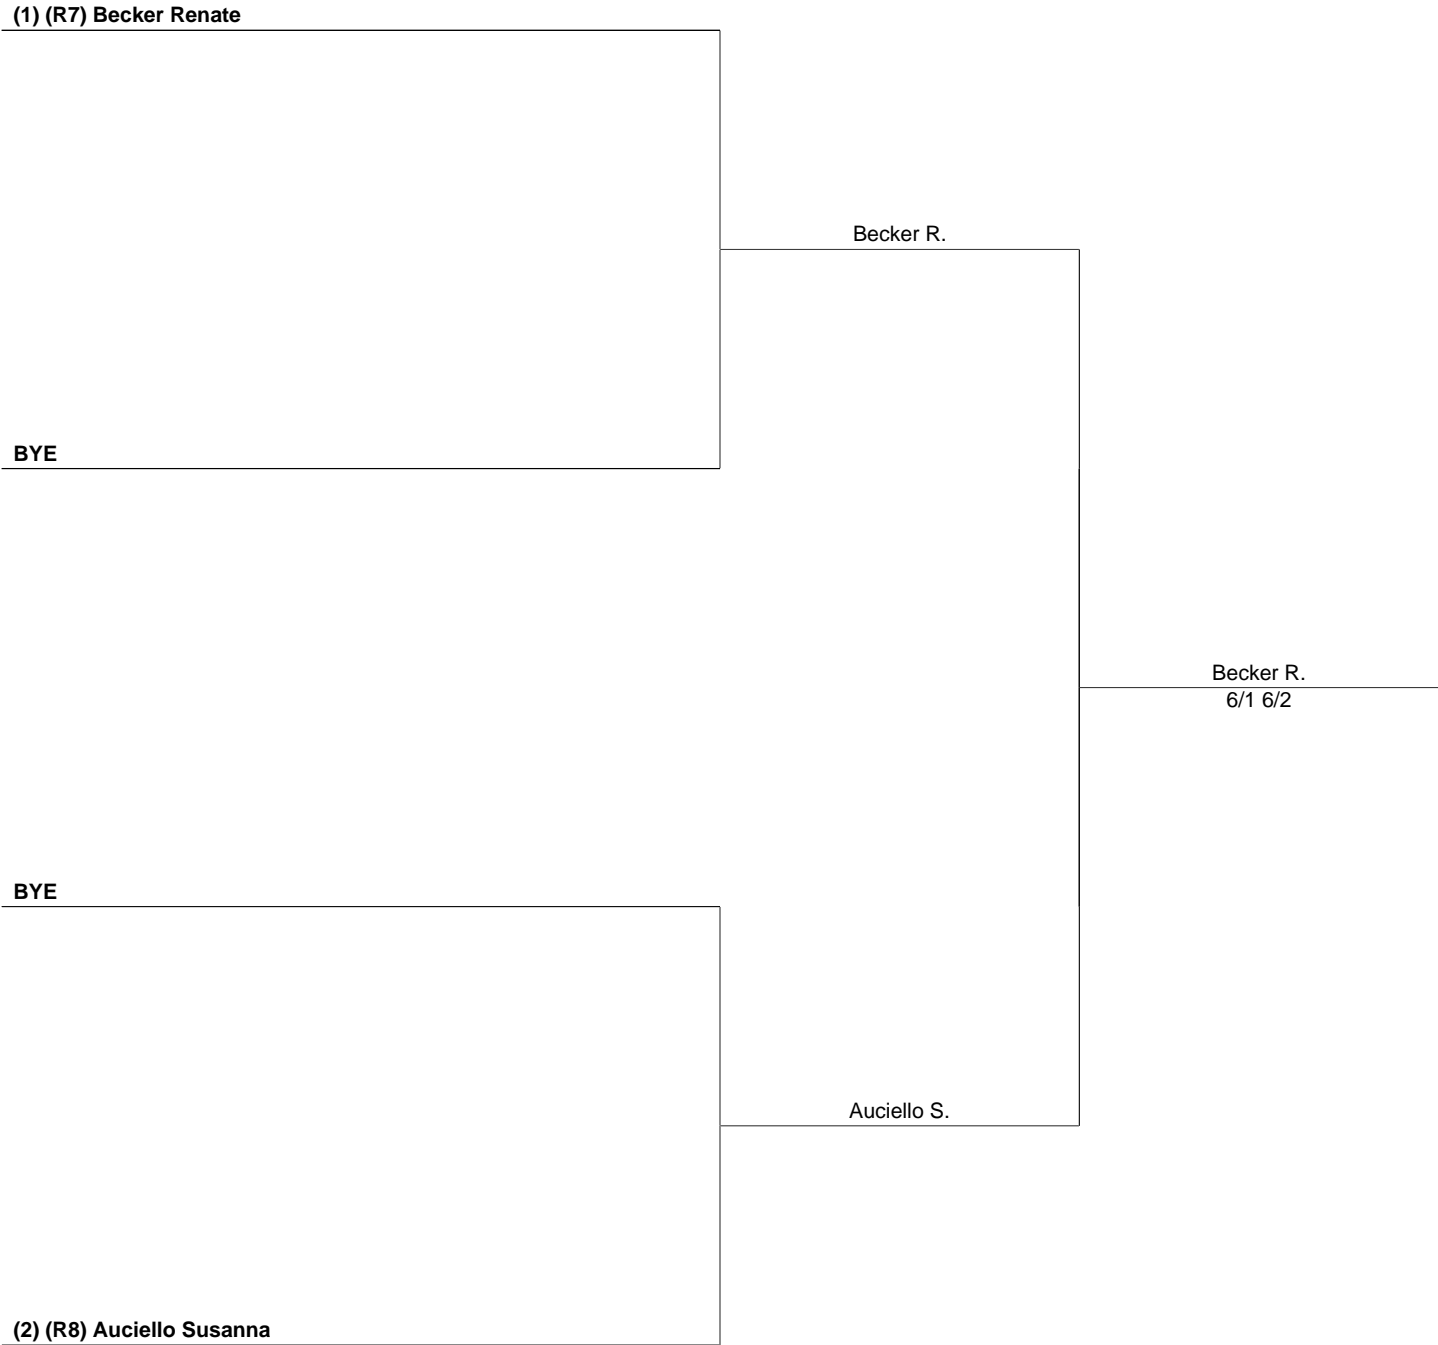 (1) (R7) Becker Renate
Becker R.
BYE
Becker R.
6/1 6/2
BYE
Auciello S.
(2) (R8) Auciello Susanna